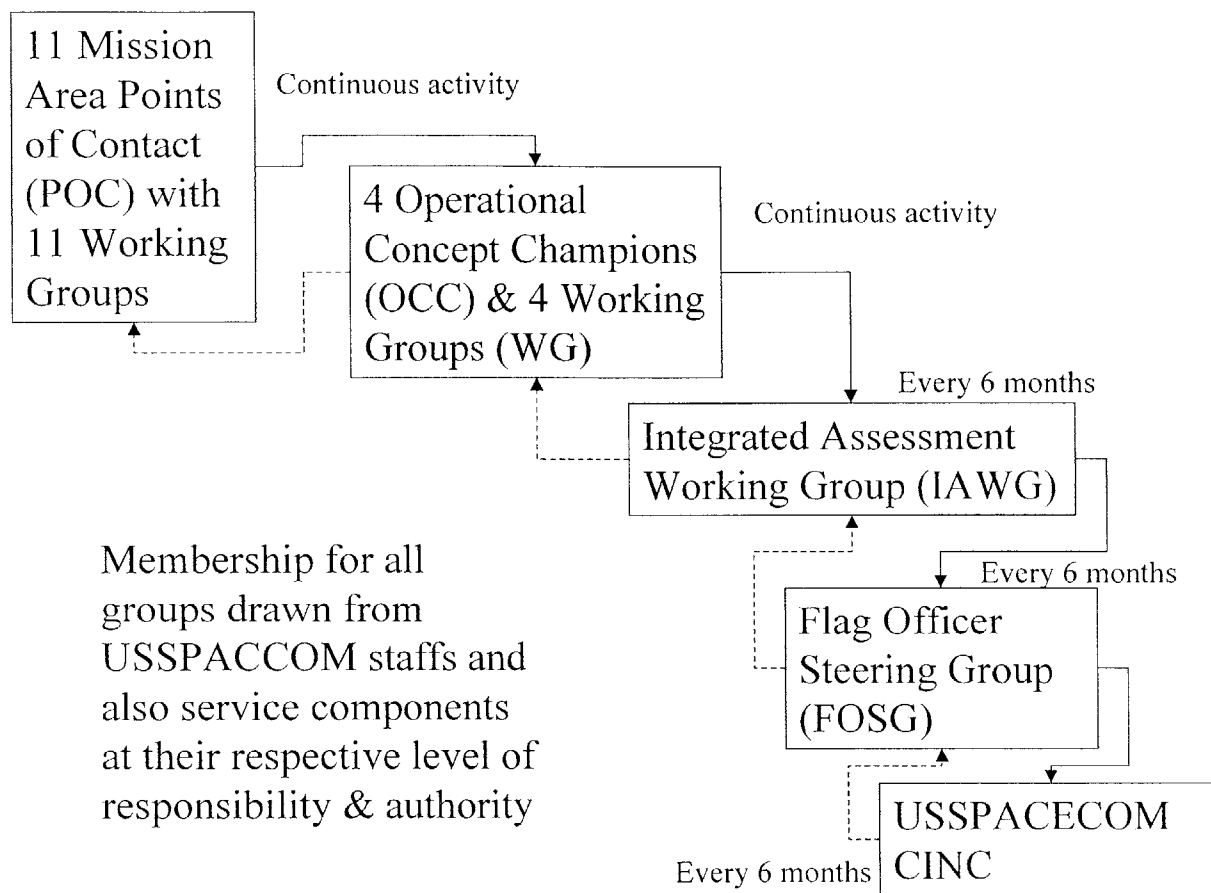 11 Mission
Area Points
of Contact
(POC) with
11 Working
Groups
Continuous activity
4 Operational
Concept Champions
(OCC) & 4 Working
Groups (WG)
Continuous activity
Every 6 months
Integrated Assessment
Working Group (IAWG)
Every 6 months
Flag Officer
Steering Group
(FOSG)
Membership for all
groups drawn from
USSPACCOM staffs and
also service components
at their respective level of
responsibility & authority
USSPACECOM
CINC
Every 6 months